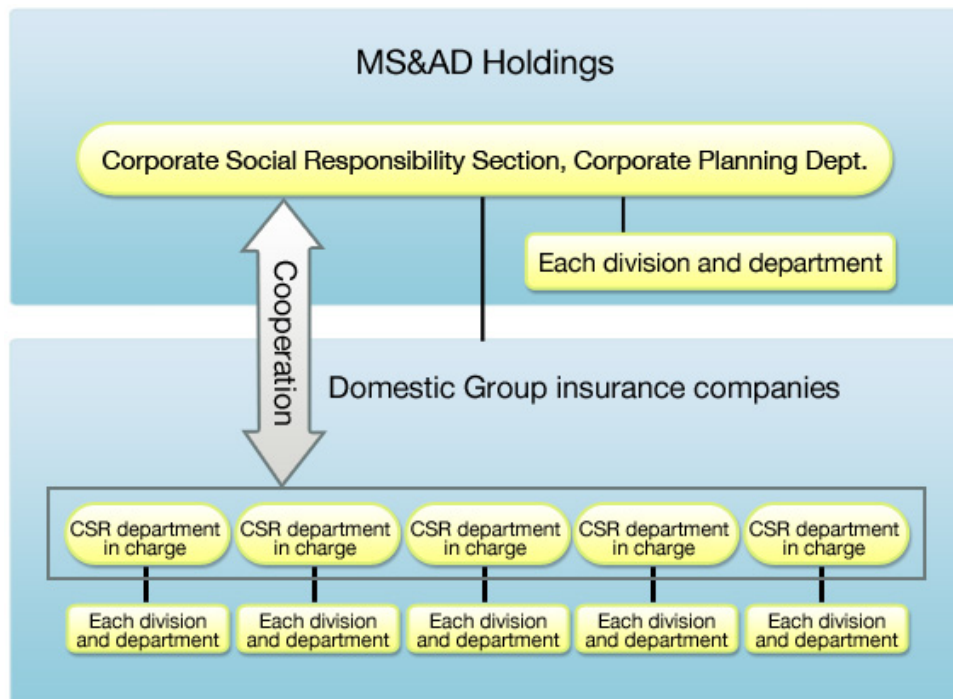 MS&AD Holdings
Corporate Social Responsibility Section, Corporate Planning Dept.
Each division and department
Cooperation
Domestic Group insurance companies
CSR department
in charge
CSR department
in charge
CSR department
in charge
CSR department
in charge
CSR department
in charge
Each division
and department
Each division
and department
Each division
and department
Each division
and department
Each division
and department